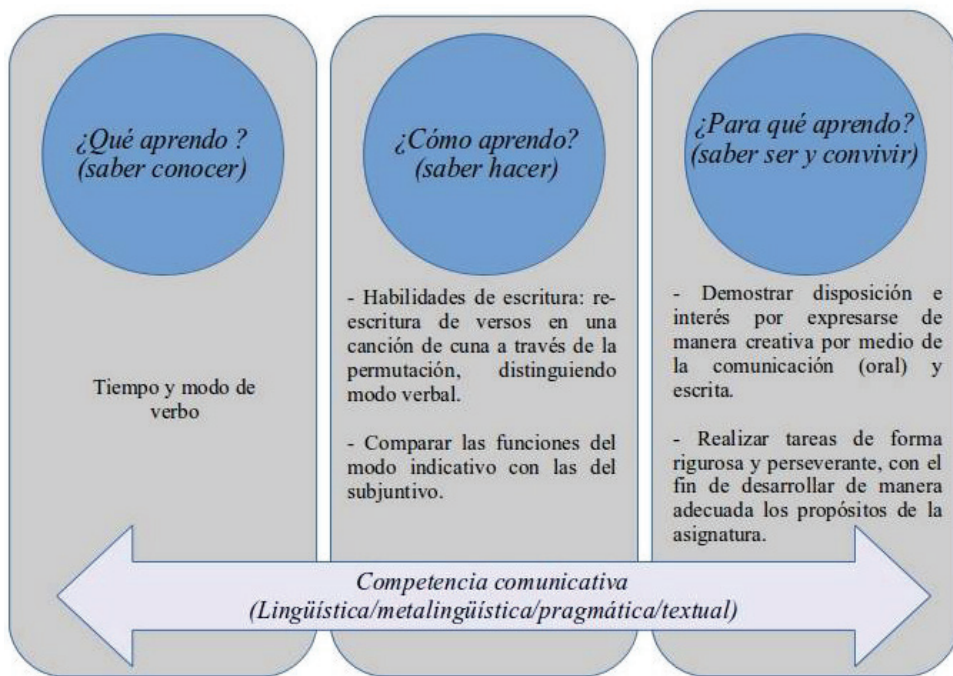 ¿Qué aprendo ?
(saber conocer)
Tiempo y modo de
verbo
¿Cómo aprendo?
(saber hacer)
- Habilidades de escritura: re-
escritura de versos en una
canción de cuna a través de la
permutación, distinguiendo
modo verbal.
- Comparar las funciones del
modo indicativo con las del
subjuntivo.
¿Para qué aprendo?
(saber ser y convivir)
- Demostrar disposición e
interés por expresarse de
manera creativa por medio de
la comunicación (oral) y
escrita.
- Realizar tareas de forma
rigurosa y perseverante, con el
fin de desarrollar de manera
adecuada los propósitos de la
asignatura.
Competencia comunicativa
(Lingüística/metalingüística/pragmática/textual)